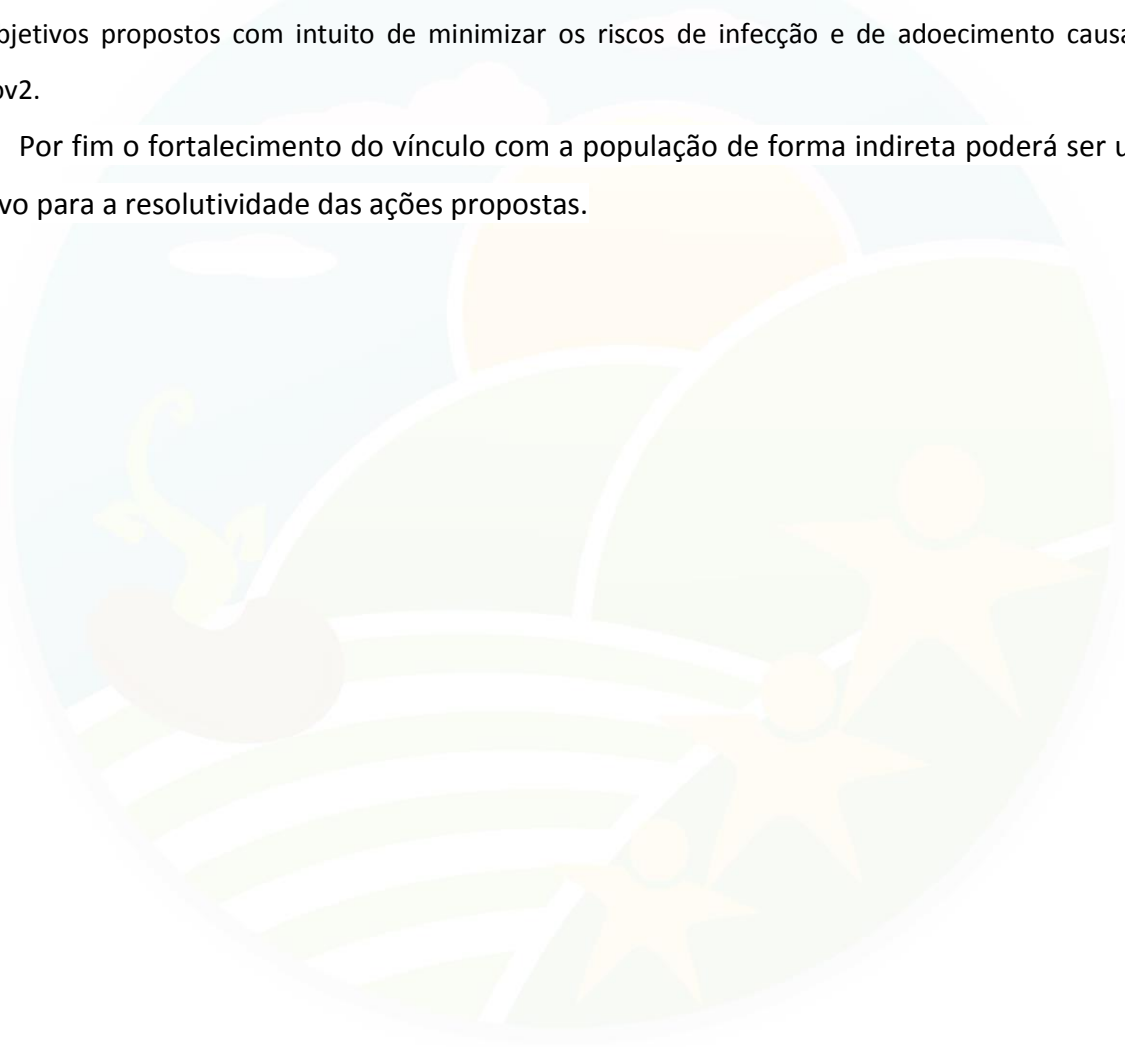 bjetivos propostos com intuito de minimizar os riscos de infecção e de adoecimento causa
ov2.
Por fim o fortalecimento do vínculo com a população de forma indireta poderá ser u
vo para a resolutividade das ações propostas.